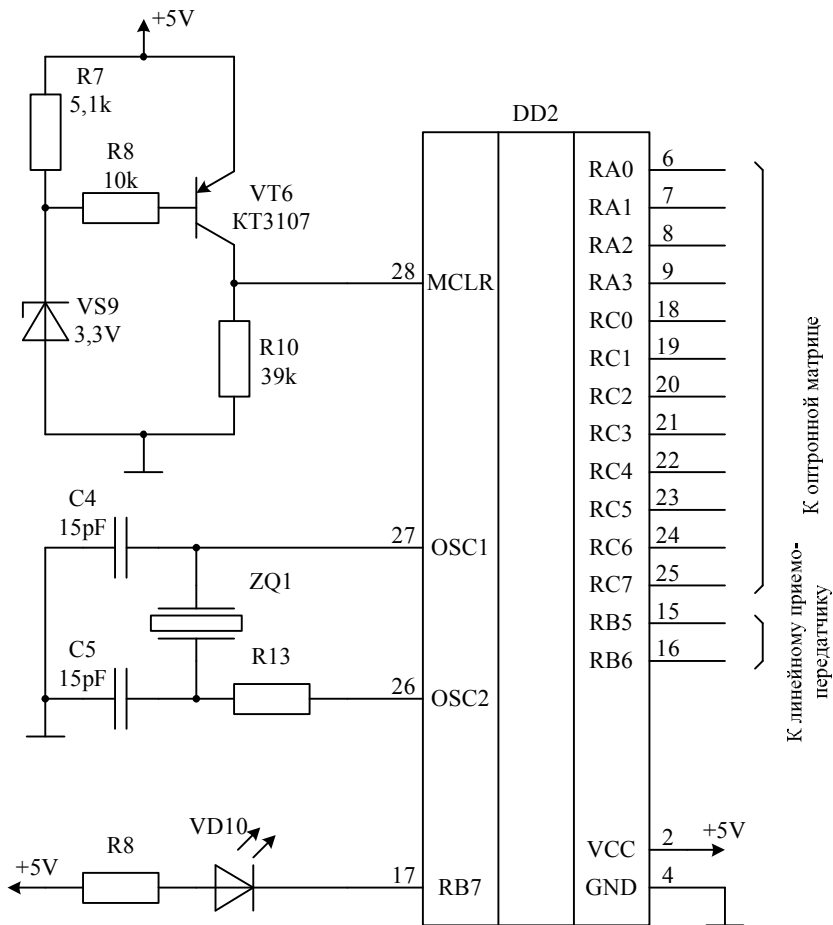 +5V
R7
5,1k
R8
10k
VT6
КТ3107
VS9
3,3V
R10
39k
DD2
28
MCLR
RA0
6
RA1
7
RA2
8
RA3
9
RC0
18
RC1
19
RC2
20
RC3
21
RC4
22
RC5
23
RC6
24
RC7
25
RB5
15
RB6
16
К оптронной матрице
К линейному приемо-
передатчику
C4
15pF
27
OSC1
ZQ1
C5
15pF
R13
26
OSC2
+5V
R8
VD10
17
RB7
VCC
2
+5V
GND
4